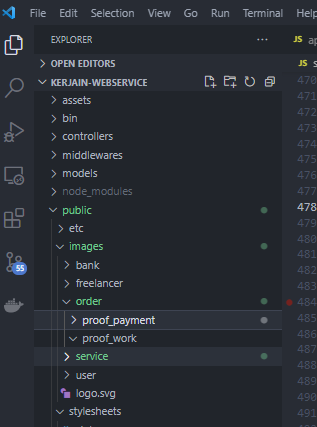 File Edit Selection View Go Run Terminal Help
EXPLORER
JS
OPEN EDITORS
KERJAIN-WEBSERVICE
assets
bin
controllers
middlewares
models
node_modules
public
etc
images
bank
freelancer
order
proof_payment
proof_work
service
user
logo.svg
stylesheets
55
JS ap
JS s
470
471
472
473
474
475
476
477
478
479
480
481
482
483
484
485
486
487
488
489
490
491